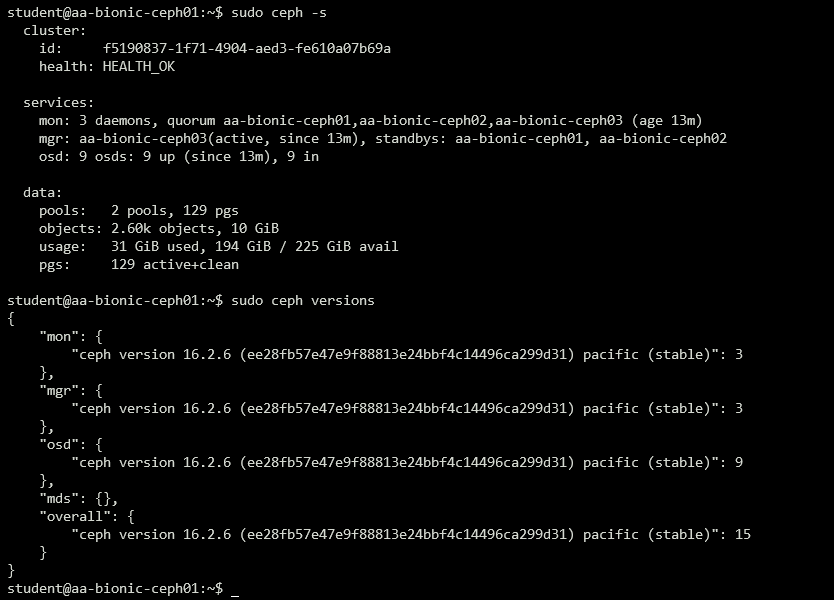 student@aa-bionic-ceph01:~$ sudo ceph -s
  cluster:
    id:     f5190837-1f71-4904-aed3-fe610a07b69a
    health: HEALTH_OK

  services:
    mon: 3 daemons, quorum aa-bionic-ceph01,aa-bionic-ceph02,aa-bionic-ceph03 (age 13m)
    mgr: aa-bionic-ceph03(active, since 13m), standbys: aa-bionic-ceph01, aa-bionic-ceph02
    osd: 9 osds: 9 up (since 13m), 9 in

  data:
    pools:   2 pools, 129 pgs
    objects: 2.60k objects, 10 GiB
    usage:   31 GiB used, 194 GiB / 225 GiB avail
    pgs:     129 active+clean

student@aa-bionic-ceph01:~$ sudo ceph versions
{
    "mon": {
        "ceph version 16.2.6 (ee28fb57e47e9f88813e24bbf4c14496ca299d31) pacific (stable)": 3
    },
    "mgr": {
        "ceph version 16.2.6 (ee28fb57e47e9f88813e24bbf4c14496ca299d31) pacific (stable)": 3
    },
    "osd": {
        "ceph version 16.2.6 (ee28fb57e47e9f88813e24bbf4c14496ca299d31) pacific (stable)": 9
    },
    "mds": {},
    "overall": {
        "ceph version 16.2.6 (ee28fb57e47e9f88813e24bbf4c14496ca299d31) pacific (stable)": 15
    }
}
student@aa-bionic-ceph01:~$ _